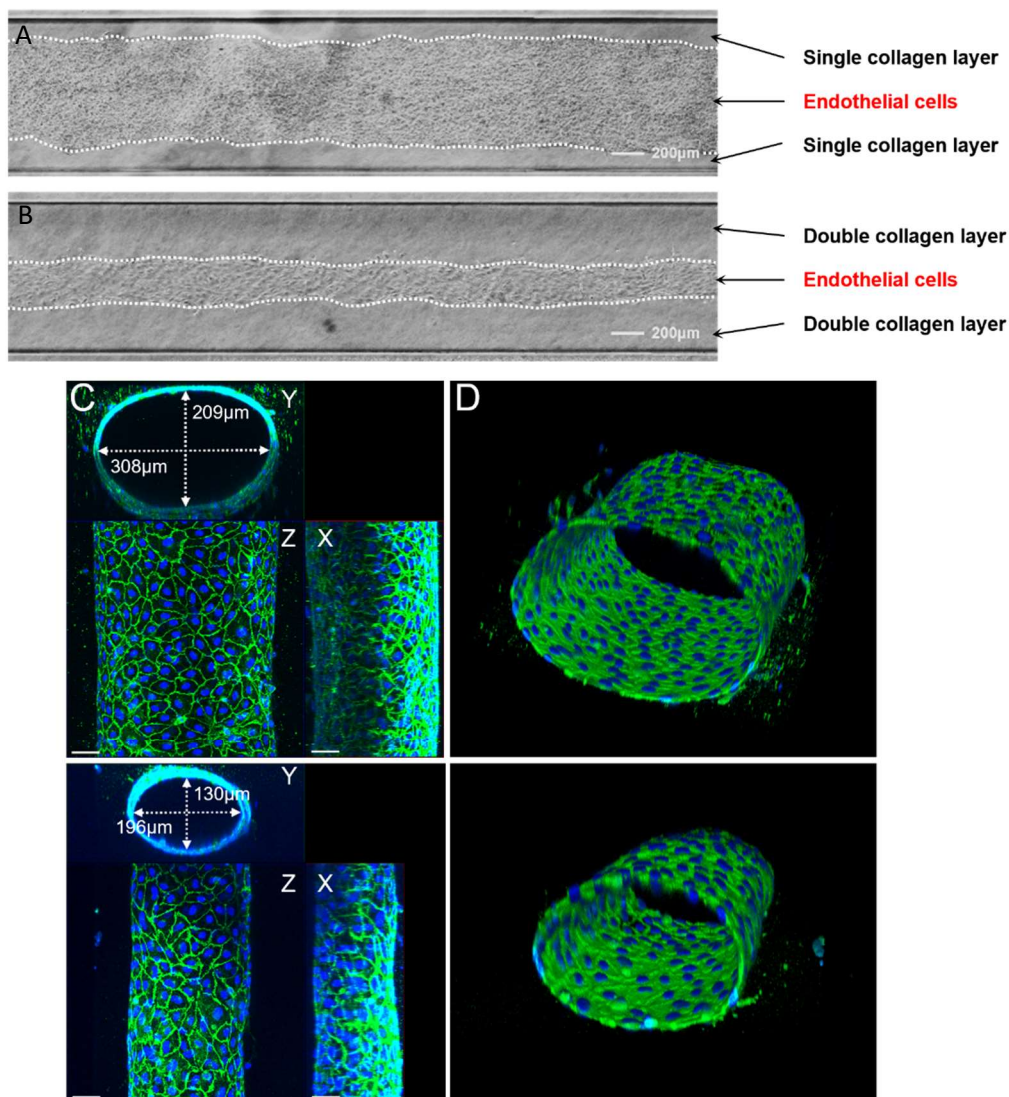 A
Single collagen layer
Endothelial cells
Single collagen layer
200µm
B
Double collagen layer
Endothelial cells
Double collagen layer
200µm
C
Y
209µm
308µm
Z
X
D
Y
130µm
196µm
Z
X